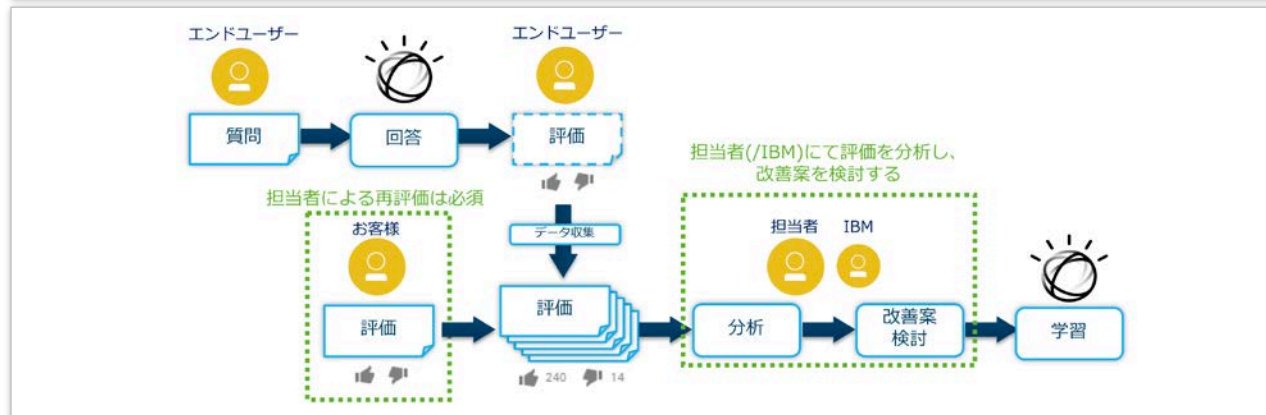 エンドユーザー
エンドユーザー
質問
回答
評価
データ収集
担当者による再評価は必須
お客様
評価
評価
240
14
担当者(/IBM)にて評価を分析し、
改善案を検討する
担当者
IBM
分析
改善案
検討
学習